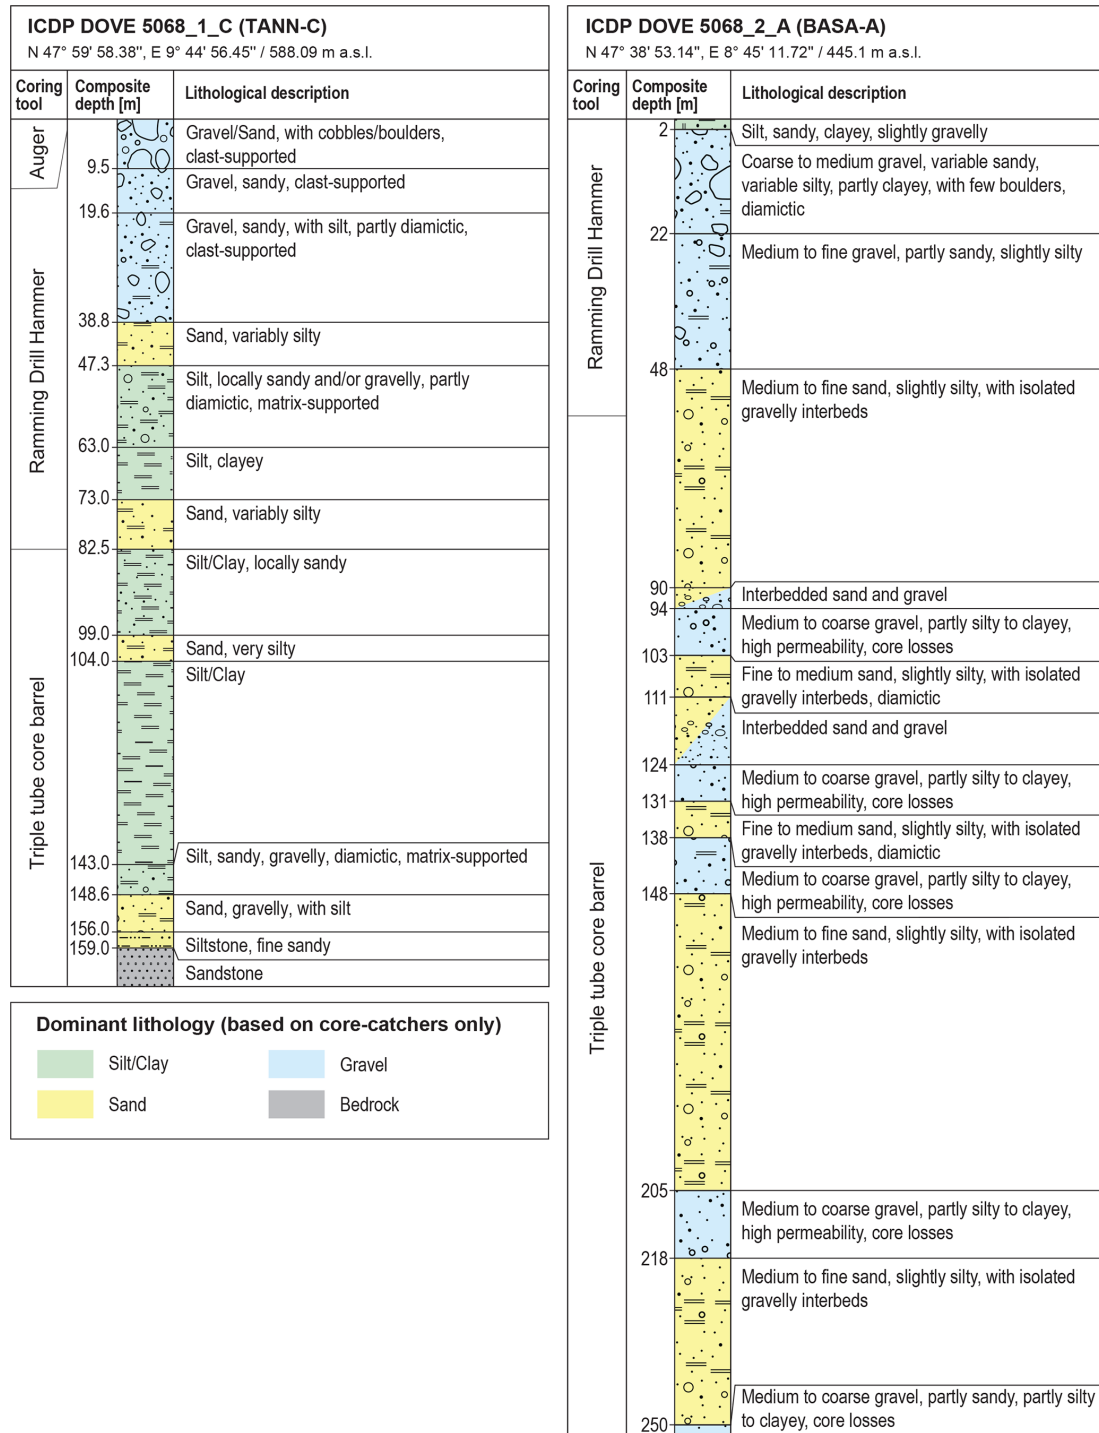 ICDP DOVE 5068_1_C (TANN-C)
N 47° 59' 58.38", E 9° 44' 56.45" / 588.09 m a.s.l.
Coring tool
Composite depth [m]
Lithological description
Auger
Ramming Drill Hammer
Triple tube core barrel
Gravel/Sand, with cobbles/boulders,
clast-supported
9.5
Gravel, sandy, clast-supported
19.6
Gravel, sandy, with silt, partly diamictic,
clast-supported
38.8
Sand, variably silty
47.3
Silt, locally sandy and/or gravelly, partly
diamictic, matrix-supported
63.0
Silt, clayey
73.0
Sand, variably silty
82.5
Silt/Clay, locally sandy
99.0
Sand, very silty
104.0
Silt/Clay
143.0
Silt, sandy, gravelly, diamictic, matrix-supported
148.6
Sand, gravelly, with silt
156.0
Siltstone, fine sandy
159.0
Sandstone
Dominant lithology (based on core-catchers only)
Silt/Clay
Gravel
Sand
Bedrock
ICDP DOVE 5068_2_A (BASA-A)
N 47° 38' 53.14", E 8° 45' 11.72" / 445.1 m a.s.l.
Coring tool
Composite depth [m]
Lithological description
Ramming Drill Hammer
Triple tube core barrel
2
Silt, sandy, clayey, slightly gravelly
Coarse to medium gravel, variable sandy,
variable silty, partly clayey, with few boulders,
diamictic
22
Medium to fine gravel, partly sandy, slightly silty
48
Medium to fine sand, slightly silty, with isolated
gravelly interbeds
90
Interbedded sand and gravel
94
Medium to coarse gravel, partly silty to clayey,
high permeability, core losses
103
Fine to medium sand, slightly silty, with isolated
gravelly interbeds, diamictic
111
Interbedded sand and gravel
124
Medium to coarse gravel, partly silty to clayey,
high permeability, core losses
131
Fine to medium sand, slightly silty, with isolated
gravelly interbeds, diamictic
138
Medium to coarse gravel, partly silty to clayey,
high permeability, core losses
148
Medium to fine sand, slightly silty, with isolated
gravelly interbeds
205
Medium to coarse gravel, partly silty to clayey,
high permeability, core losses
218
Medium to fine sand, slightly silty, with isolated
gravelly interbeds
250
Medium to coarse gravel, partly sandy, partly silty
to clayey, core losses